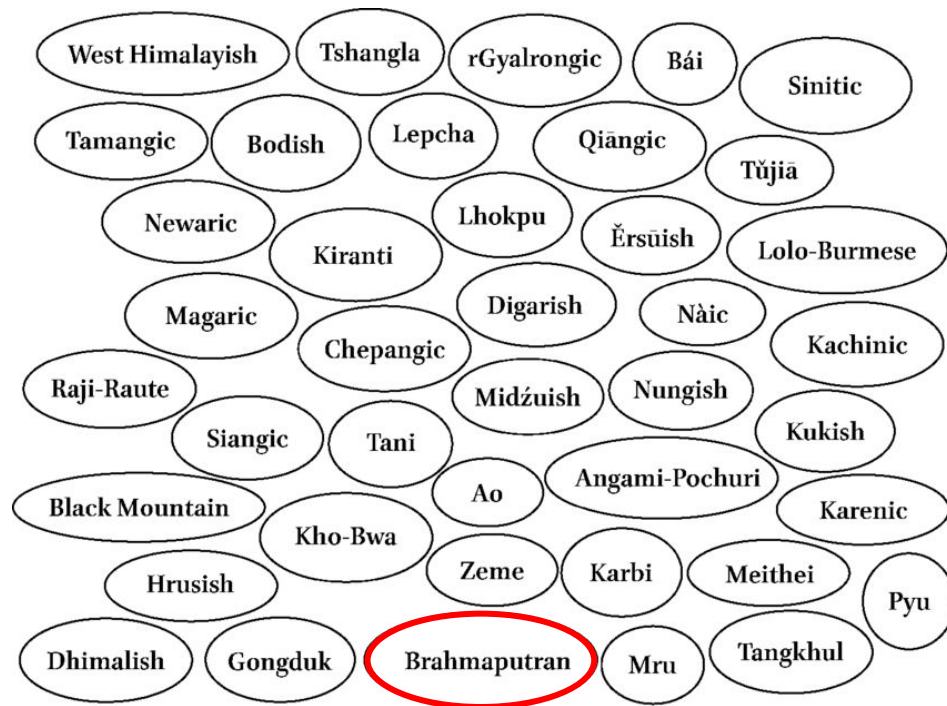 West Himalayish
Tshangla
rGyalrongic
Bái
Sinitic
Tamangic
Bodish
Lepcha
Qiāngic
Tǔjiā
Newaric
Kiranti
Lhokpu
Ěrsūish
Lolo-Burmese
Magaric
Chepangic
Digarish
Nàic
Kachinic
Raji-Raute
Midźuish
Nungish
Siangic
Tani
Kukish
Black Mountain
Ao
Angami-Pochuri
Karenic
Kho-Bwa
Hrusish
Zeme
Karbi
Meithei
Pyu
Dhimalish
Gongduk
Brahmaputran
Mru
Tangkhul